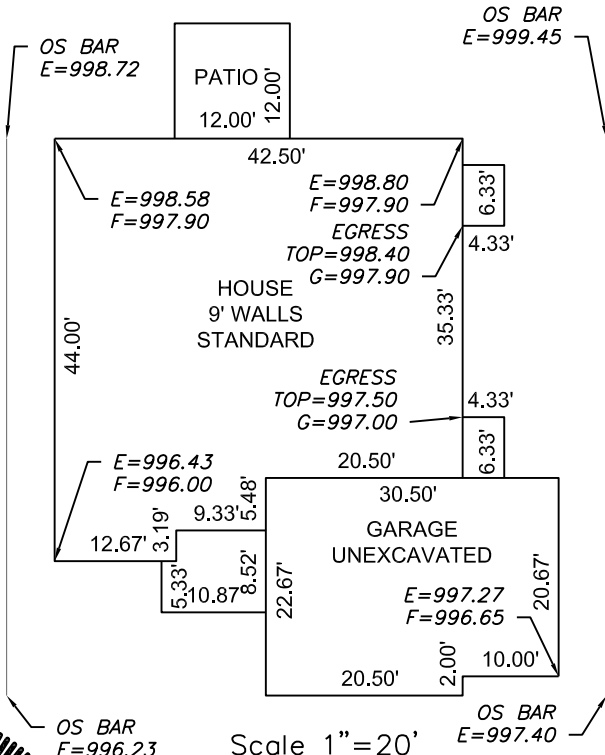 OS BAR
E=998.72
OS BAR
E=999.45
PATIO
12.00'
12.00'
42.50'
E=998.58
F=997.90
E=998.80
F=997.90
6.33'
4.33'
EGRESS
TOP=998.40
G=997.90
HOUSE
9' WALLS
STANDARD
44.00'
35.33'
EGRESS
TOP=997.50
G=997.00
4.33'
6.33'
E=996.43
F=996.00
20.50'
30.50'
5.48'
9.33'
3.19'
12.67'
GARAGE
UNEXCAVATED
5.33'
8.52'
10.87'
22.67'
20.67'
E=997.27
F=996.65
2.00'
10.00'
20.50'
OS BAR
E=996.23
Scale 1"=20'
OS BAR
E=997.40